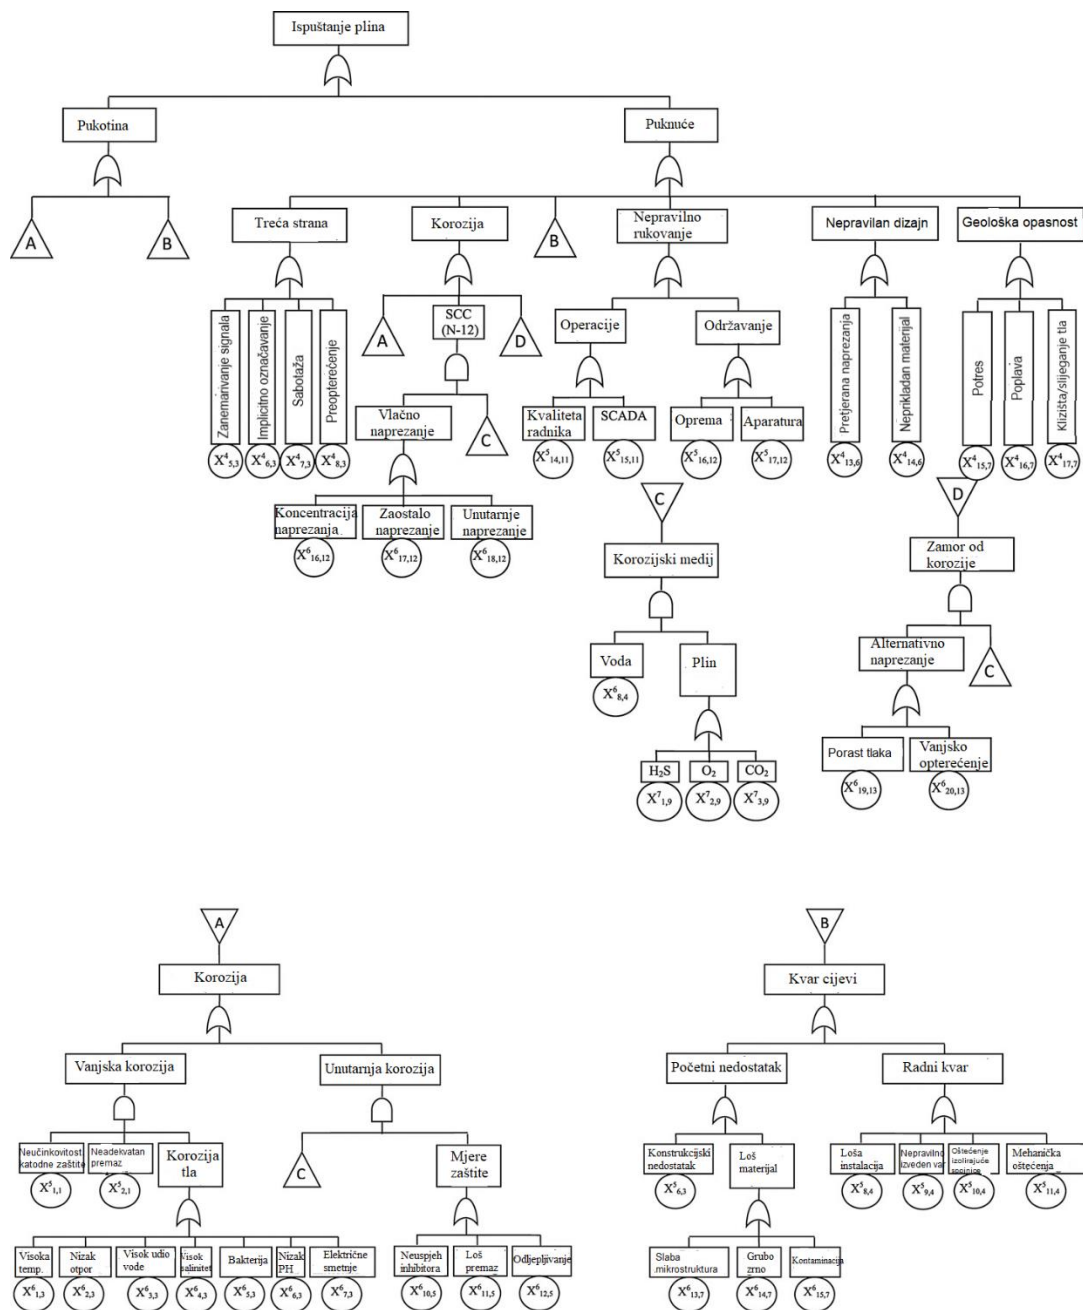 Ispuštanje plina
Pukotina
Puknuće
A
B
Treća strana
Korozija
B
Nepravilno
rukovanje
Nepravilan dizajn
Geološka opasnost
Zanemarivanje signala
Implicitno označavanje
Sabotaža
Preopterećenje
A
SCC
(N-12)
D
Operacije
Održavanje
Pretjerana naprezanja
Neprikladan materijal
Potres
Poplava
Klizišta/slijeganje tla
Vlačno
naprezanje
C
Kvaliteta
radnika
SCADA
Oprema
Aparatura
X⁴5,3
X⁴6,3
X⁴7,3
X⁴8,3
X⁵14,11
X⁵15,11
X⁵16,12
X⁵17,12
X⁴13,6
X⁴14,6
X⁴15,7
X⁴16,7
X⁴17,7
Koncentracija
naprezanja
Zaostalo
naprezanje
Unutarnje
naprezanje
X⁶16,12
X⁶17,12
X⁶18,12
C
Korozijski medij
D
Zamor od
korozije
Voda
X⁶8,4
Plin
Alternativno
naprezanje
C
H₂S
O₂
CO₂
X⁷1,9
X⁷2,9
X⁷3,9
Porast tlaka
Vanjsko
opterećenje
X⁶19,13
X⁶20,13
A
Korozija
B
Kvar cijevi
Vanjska korozija
Unutarnja korozija
Početni nedostatak
Radni kvar
Neučinkovitost
katodne zaštite
Neadekvatan
premaz
Korozija
tla
C
Mjere
zaštite
Konstrukcijski
nedostatak
Loš
materijal
Loša
instalacija
Nepravilno
izveden var
Oštećenje
izolirajuće
spojnice
Mehanička
oštećenja
X⁵1,1
X⁵2,1
X⁵6,3
X⁵8,4
X⁵9,4
X⁵10,4
X⁵11,4
Visoka
temp.
Nizak
otpor
Visok udio
vode
Visok
salinitet
Bakterija
Nizak
PH
Električne
smetnje
Neuspjeh
inhibitora
Loš
premaz
Odljepljivanje
Slaba
mikrostruktura
Grubo
zrno
Kontaminacija
X⁶1,3
X⁶2,3
X⁶3,3
X⁶4,3
X⁶5,3
X⁶6,3
X⁶7,3
X⁶10,5
X⁶11,5
X⁶12,5
X⁶13,7
X⁶14,7
X⁶15,7